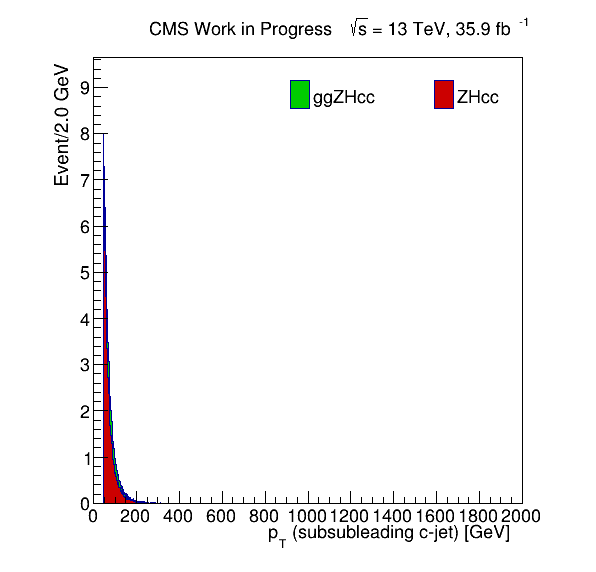 CMS Work in Progress √s = 13 TeV, 35.9 fb⁻¹
Event/2.0 GeV
ggZHcc ZHcc
9
8
7
6
5
4
3
2
1
0
0 200 400 600 800 1000 1200 1400 1600 1800 2000
p_T (subsubleading c-jet) [GeV]